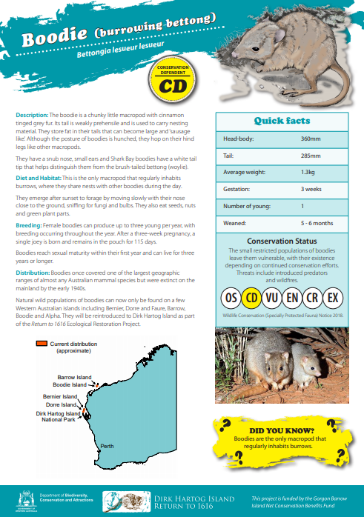 Boodie (burrowing bettong)
Bettongia lesueur lesueur
CONSERVATION
DEPENDENT
CD
Description: The boodie is a chunky little macropod with cinnamon
tinged grey fur. Its tail is weakly prehensile and is used to carry nesting
material. They store fat in their tails that can become large and 'sausage
like'. Although the posture of boodies is hunched, they hop on their hind
legs like other macropods.
They have a snub nose, small ears and Shark Bay boodies have a white tail
tip that helps distinguish them from the brush-tailed bettong (woylie).
Diet and Habitat: This is the only macropod that regularly inhabits
burrows, where they share nests with other boodies during the day.
They emerge after sunset to forage by moving slowly with their nose
close to the ground, sniffing for fungi and bulbs. They also eat seeds, nuts
and green plant parts.
Breeding: Female boodies can produce up to three young per year, with
breeding occurring throughout the year. After a three-week pregnancy, a
single joey is born and remains in the pouch for 115 days.
Boodies reach sexual maturity within their first year and can live for three
years or longer.
Distribution: Boodies once covered one of the largest geographic
ranges of almost any Australian mammal species but were extinct on the
mainland by the early 1940s.
Natural wild populations of boodies can now only be found on a few
Western Australian islands including Bernier, Dorre and Faure, Barrow,
Boodie and Alpha. They will be reintroduced to Dirk Hartog Island as part
of the Return to 1616 Ecological Restoration Project.
Current distribution
(approximate)
Barrow Island
Boodie Island
Bernier Island
Dorre Island
Dirk Hartog Island
National Park
Perth
Quick facts
Head-body: 360mm
Tail: 285mm
Average weight: 1.3kg
Gestation: 3 weeks
Number of young: 1
Weaned: 5 - 6 months
Conservation Status
The small restricted populations of boodies
leave them vulnerable, with their existence
depending on continued conservation efforts.
Threats include introduced predators
and wildfires.
OS CD VU EN CR EX
Wildlife Conservation (Specially Protected Fauna) Notice 2018
DID YOU KNOW?
Boodies are the only macropod that
regularly inhabits burrows.
Department of Biodiversity,
Conservation and Attractions
DIRK HARTOG ISLAND
RETURN TO 1616
This project is funded by the Gorgon Barrow
Island Net Conservation Benefits Fund